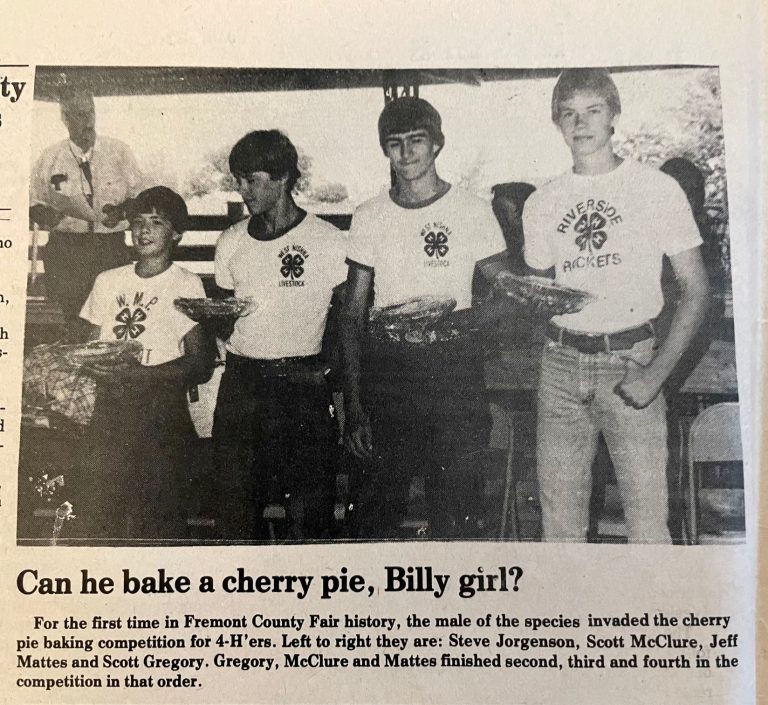 ty
no
h
W.M.P.
WEST NISHNA
LIVESTOCK
WEST NISHNA
LIVESTOCK
RIVERSIDE
RICKETS
Can he bake a cherry pie, Billy girl?
For the first time in Fremont County Fair history, the male of the species invaded the cherry
pie baking competition for 4-H'ers. Left to right they are: Steve Jorgenson, Scott McClure, Jeff
Mattes and Scott Gregory. Gregory, McClure and Mattes finished second, third and fourth in the
competition in that order.